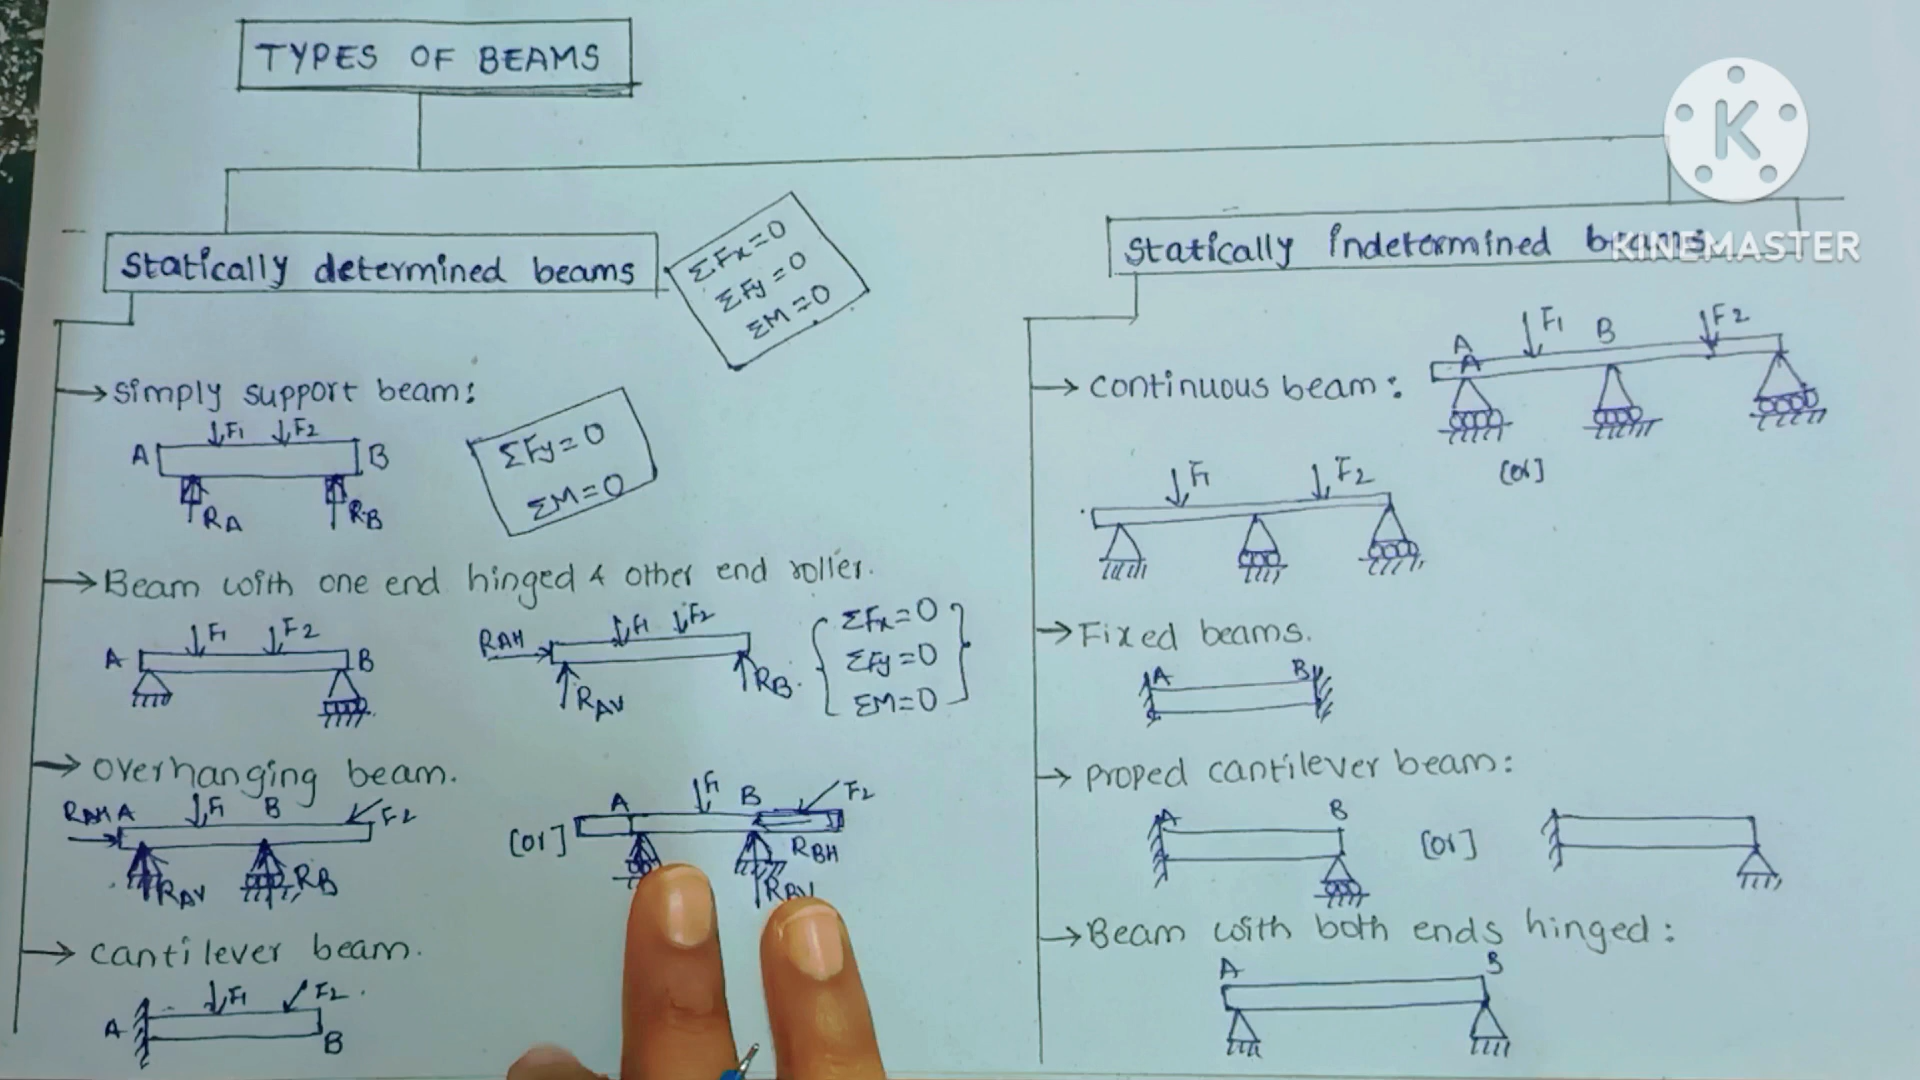 TYPES OF BEAMS
K
KINEMASTER
Statically determined beams
ΣFx=0
ΣFy=0
ΣM=0
Simply support beam:
F1 F2
A B
RA RB
ΣFy=0
ΣM=0
Beam with one end hinged & other end roller.
F1 F2
A B
RAH F1 F2
RAV RB.
ΣFx=0
ΣFy=0
ΣM=0
overhanging beam.
RAH A F1 B F2
RAV RB
[or]
A F1 B F2
RBH
cantilever beam.
F1 F2
A B
Statically indetermined
continuous beam:
A F1 B F2
A
[or]
F1 F2
Fixed beams.
A B
proped cantilever beam:
A B
[or]
Beam with both ends hinged:
A B